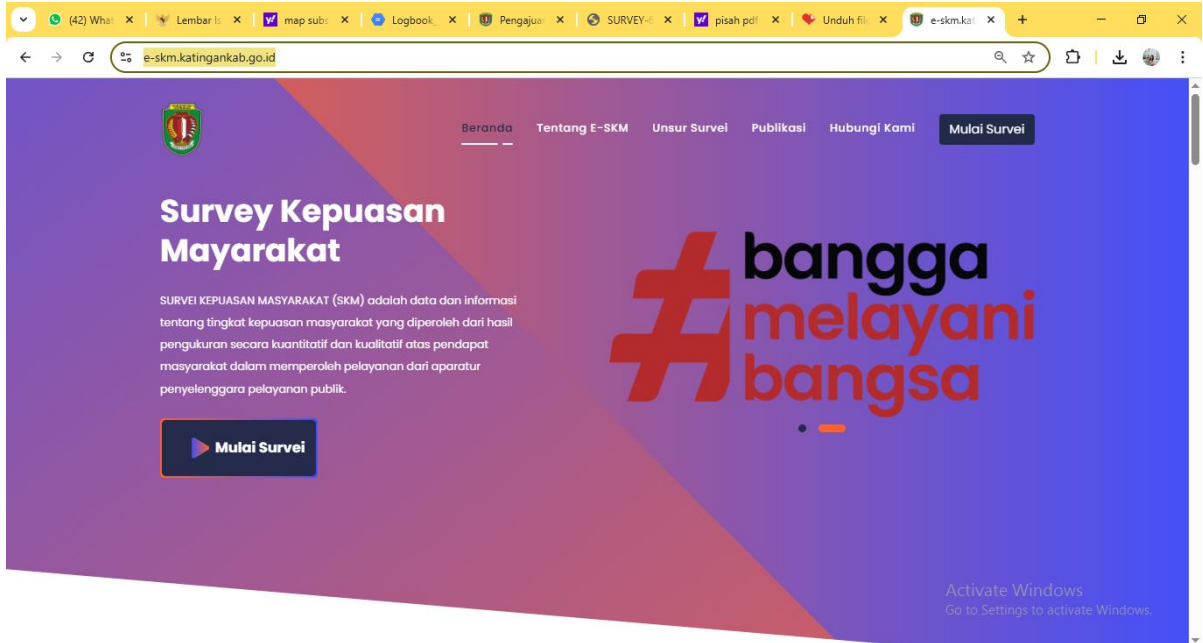 (42) What
Lembar Is
map subs
Logbook_
Pengajua
SURVEY-
pisah pdf
Unduh fil
e-skm.kat
e-skm.katingankab.go.id
Beranda
Tentang E-SKM
Unsur Survei
Publikasi
Hubungi Kami
Mulai Survei
Survey Kepuasan
Mayarakat
SURVEI KEPUASAN MASYARAKAT (SKM) adalah data dan informasi
tentang tingkat kepuasan masyarakat yang diperoleh dari hasil
pengukuran secara kuantitatif dan kualitatif atas pendapat
masyarakat dalam memperoleh pelayanan dari aparatur
penyelenggara pelayanan publik.
Mulai Survei
#bangga
melayani
bangsa
Activate Windows
Go to Settings to activate Windows.